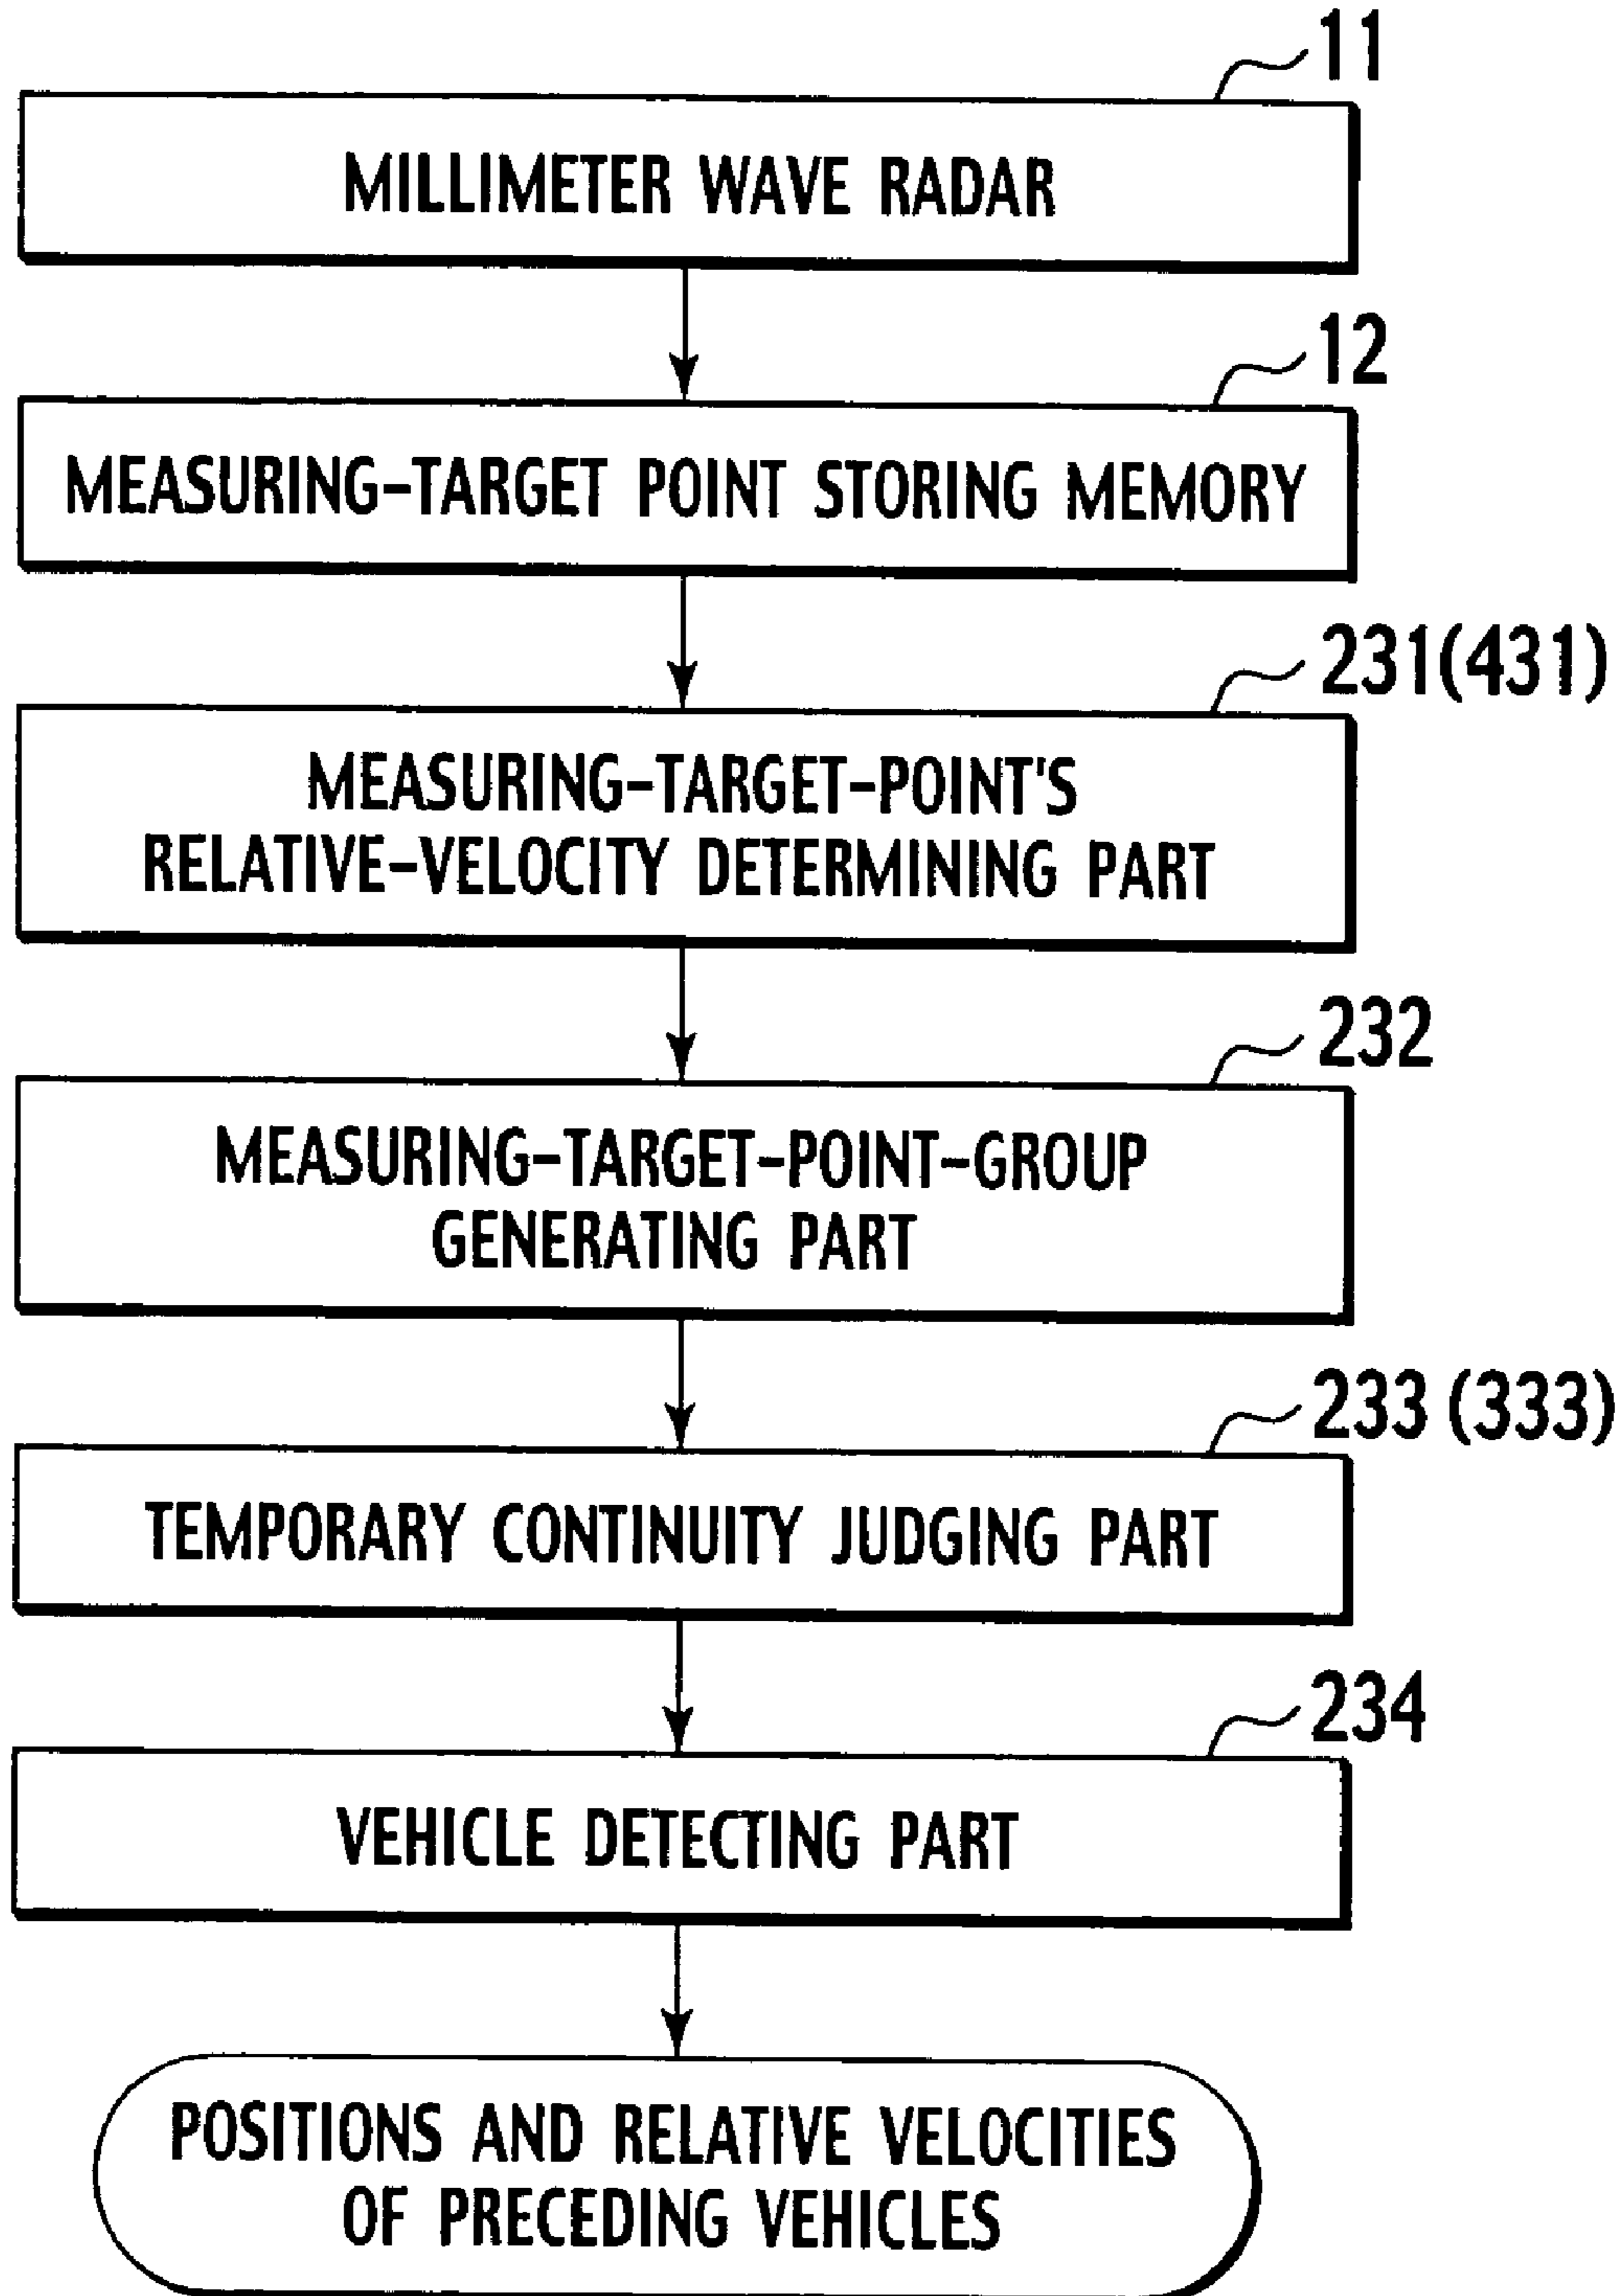 11
MILLIMETER WAVE RADAR
12
MEASURING-TARGET POINT STORING MEMORY
231(431)
MEASURING-TARGET-POINT'S
RELATIVE-VELOCITY DETERMINING PART
232
MEASURING-TARGET-POINT-GROUP
GENERATING PART
233 (333)
TEMPORARY CONTINUITY JUDGING PART
234
VEHICLE DETECTING PART
POSITIONS AND RELATIVE VELOCITIES
OF PRECEDING VEHICLES